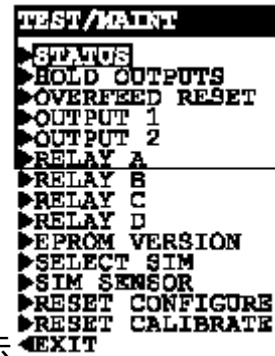 TEST/MAINT
▶STATUS
▶HOLD OUTPUTS
▶OVERFEED RESET
▶OUTPUT 1
▶OUTPUT 2
▶RELAY A
▶RELAY B
▶RELAY C
▶RELAY D
▶EPROM VERSION
▶SELECT SIM
▶SIM SENSOR
▶RESET CONFIGURE
▶RESET CALIBRATE
◀EXIT